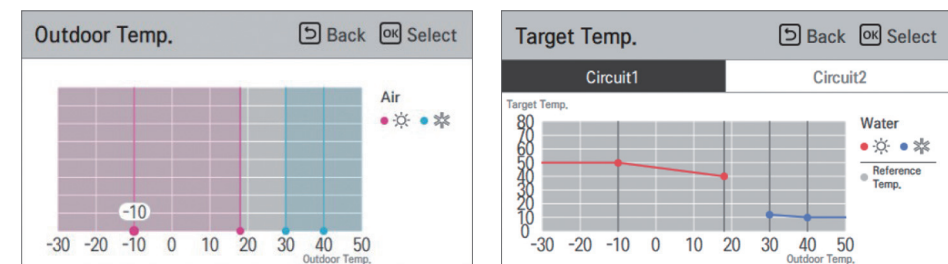 Outdoor Temp. Back OK Select
Air
-10
-30 -20 -10 0 10 20 30 40 50
Outdoor Temp.
Target Temp. Back OK Select
Circuit1 Circuit2
Target Temp.
80
70
60
50
40
30
20
10
0
-30 -20 -10 0 10 20 30 40 50
Outdoor Temp.
Water
Reference
Temp.